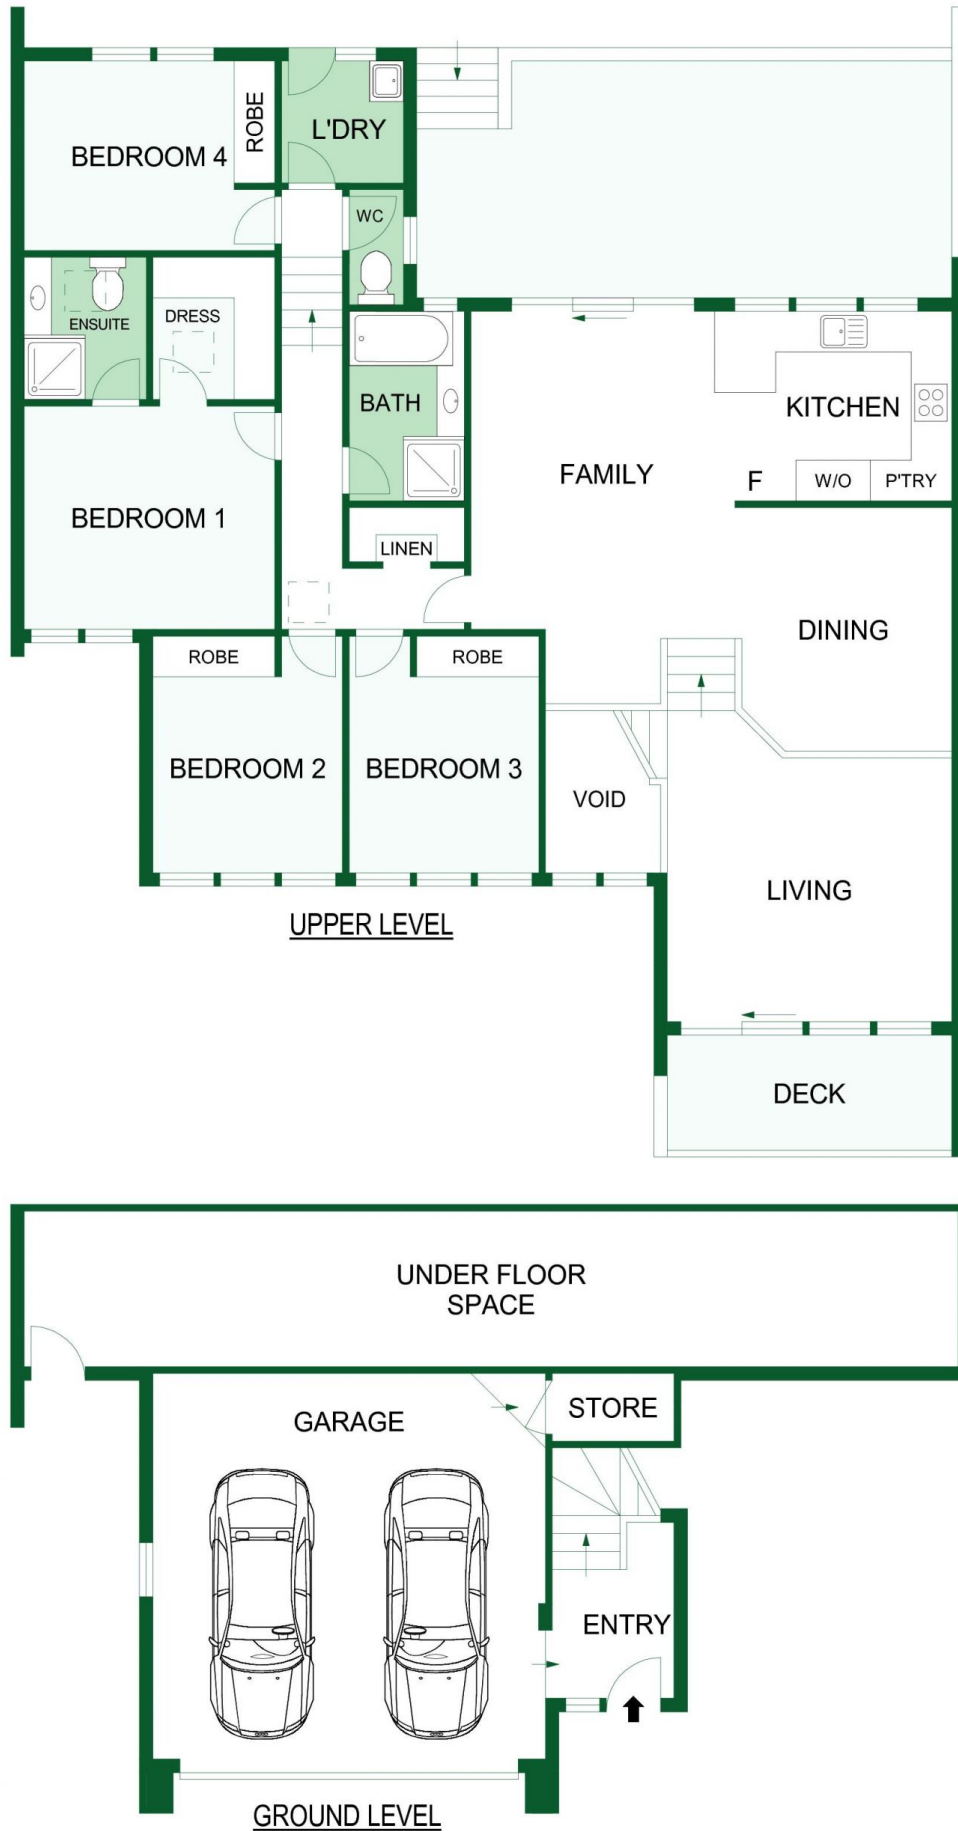 BEDROOM 4
ROBE
L'DRY
WC
ENSUITE
DRESS
BATH
KITCHEN
FAMILY
F
W/O
P'TRY
BEDROOM 1
LINEN
DINING
ROBE
ROBE
BEDROOM 2
BEDROOM 3
VOID
LIVING
UPPER LEVEL
DECK
UNDER FLOOR
SPACE
GARAGE
STORE
ENTRY
GROUND LEVEL